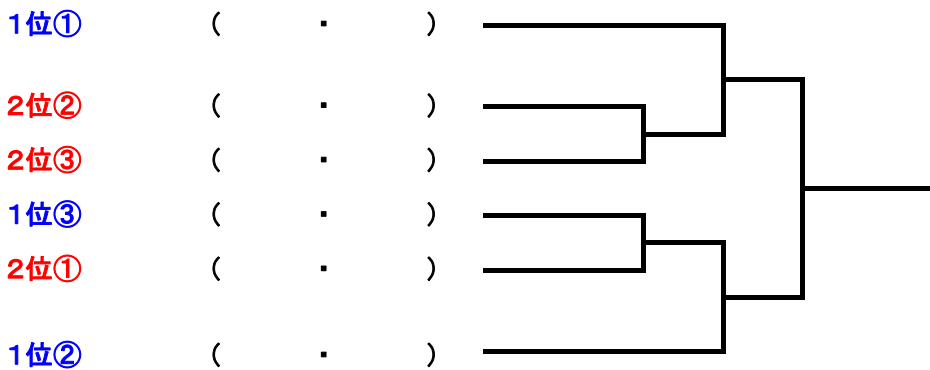 1位① ( ・ )
2位② ( ・ )
2位③ ( ・ )
1位③ ( ・ )
2位① ( ・ )
1位② ( ・ )